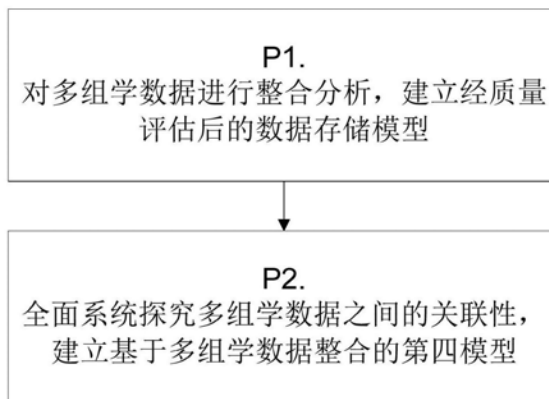 P1.
对多组学数据进行整合分析，建立经质量
评估后的数据存储模型
P2.
全面系统探究多组学数据之间的关联性，
建立基于多组学数据整合的第四模型